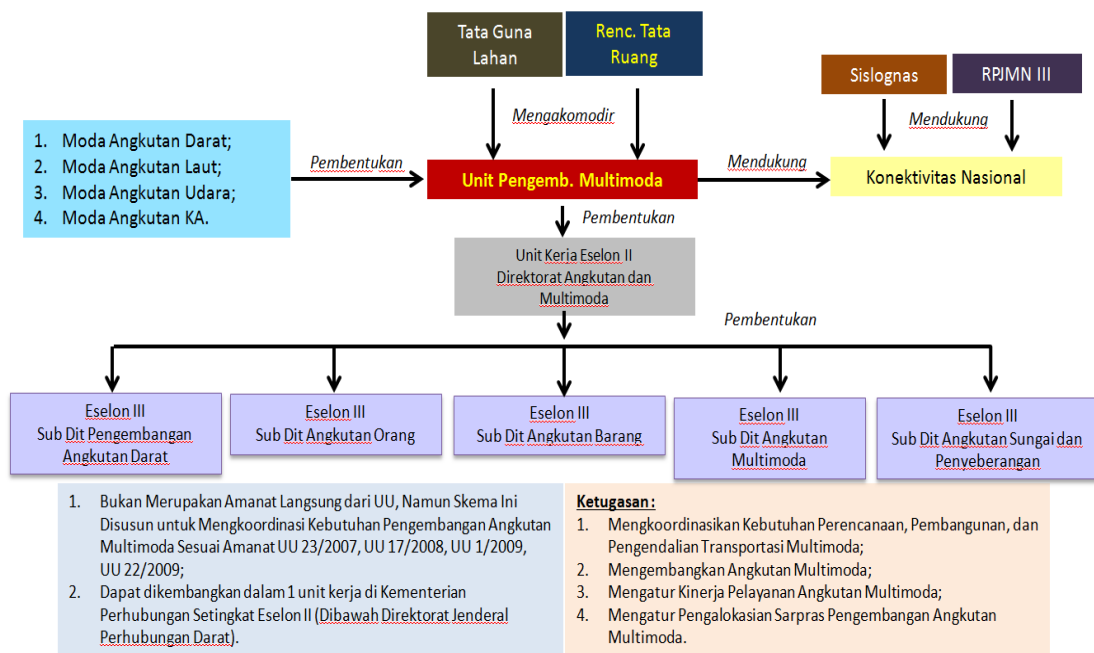 Tata Guna
Lahan
Renc. Tata
Ruang
Sislognas
RPJMN III
Mengakomodir
Mendukung
1. Moda Angkutan Darat;
2. Moda Angkutan Laut;
3. Moda Angkutan Udara;
4. Moda Angkutan KA.
Pembentukan
Unit Pengemb. Multimoda
Mendukung
Konektivitas Nasional
Pembentukan
Unit Kerja Eselon II
Direktorat Angkutan dan
Multimoda
Pembentukan
Eselon III
Sub Dit Pengembangan
Angkutan Darat
Eselon III
Sub Dit Angkutan Orang
Eselon III
Sub Dit Angkutan Barang
Eselon III
Sub Dit Angkutan
Multimoda
Eselon III
Sub Dit Angkutan Sungai dan
Penyeberangan
1. Bukan Merupakan Amanat Langsung dari UU, Namun Skema Ini
Disusun untuk Mengkoordinasi Kebutuhan Pengembangan Angkutan
Multimoda Sesuai Amanat UU 23/2007, UU 17/2008, UU 1/2009,
UU 22/2009;
2. Dapat dikembangkan dalam 1 unit kerja di Kementerian
Perhubungan Setingkat Eselon II (Dibawah Direktorat Jenderal
Perhubungan Darat).
Ketugasan :
1. Mengkoordinasikan Kebutuhan Perencanaan, Pembangunan, dan
Pengendalian Transportasi Multimoda;
2. Mengembangkan Angkutan Multimoda;
3. Mengatur Kinerja Pelayanan Angkutan Multimoda;
4. Mengatur Pengalokasian Sarpras Pengembangan Angkutan
Multimoda.